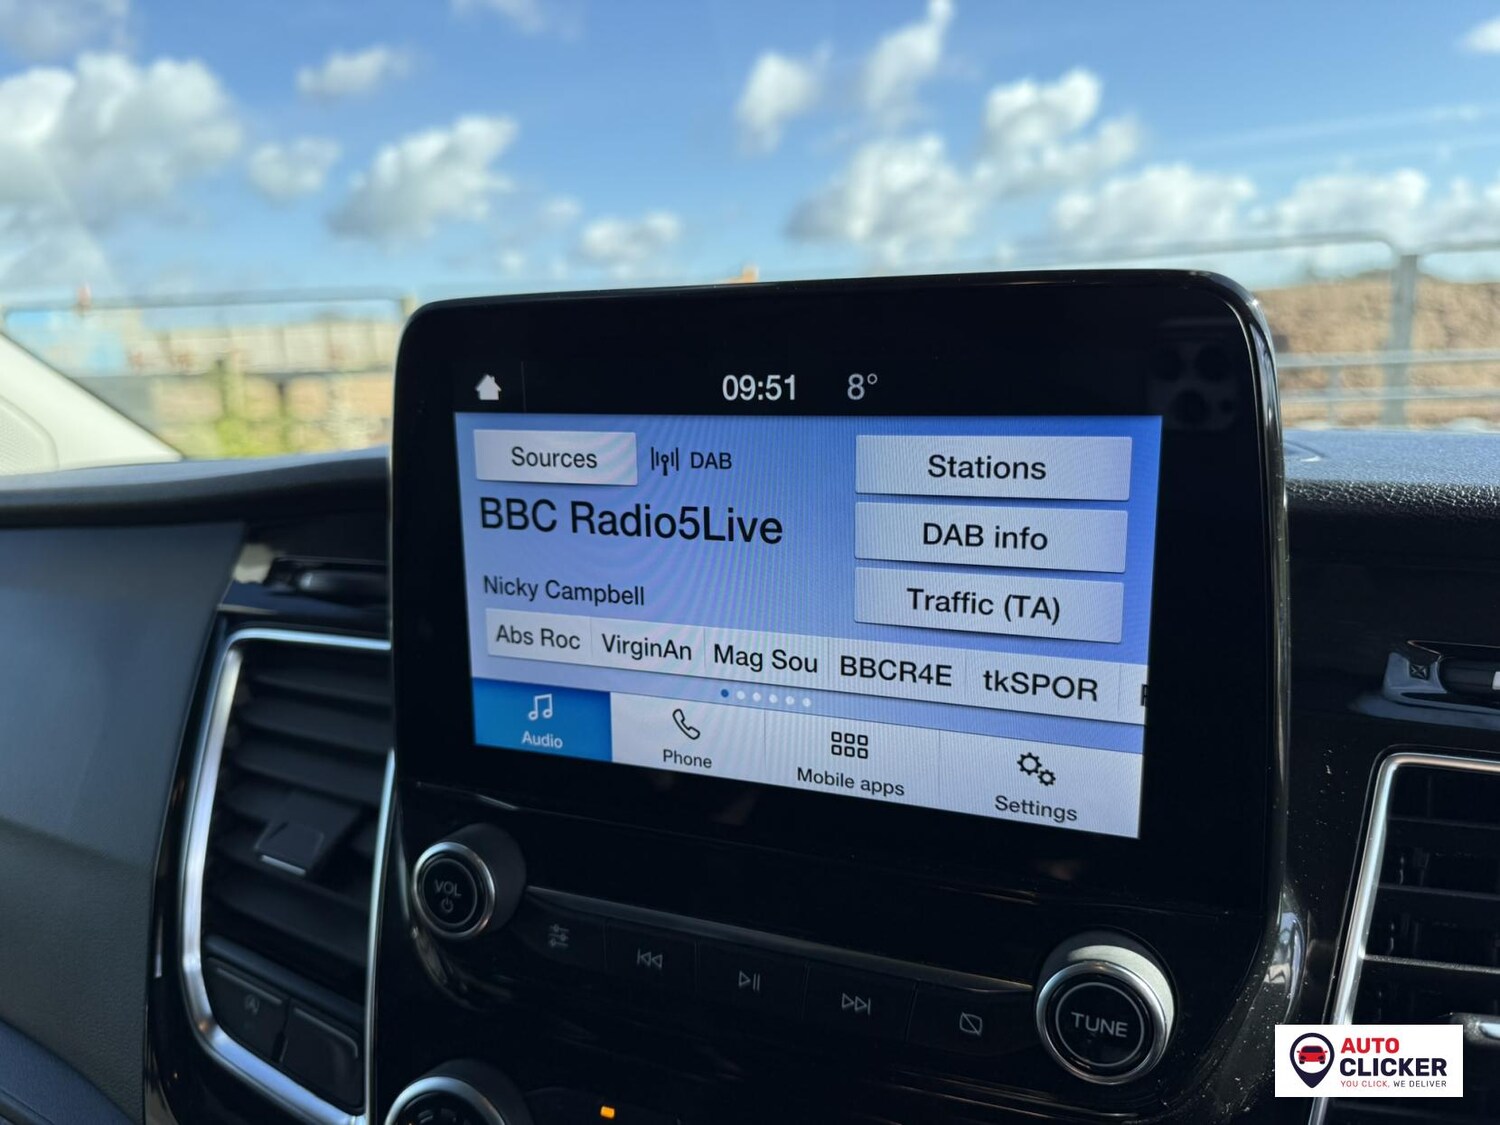 09:51 8°
Sources DAB
Stations
BBC Radio5Live
DAB info
Nicky Campbell
Traffic (TA)
Abs Roc VirginAn Mag Sou BBCR4E tkSPOR
Audio Phone Mobile apps Settings
VOL
TUNE
AUTO
CLICKER
YOU CLICK, WE DELIVER